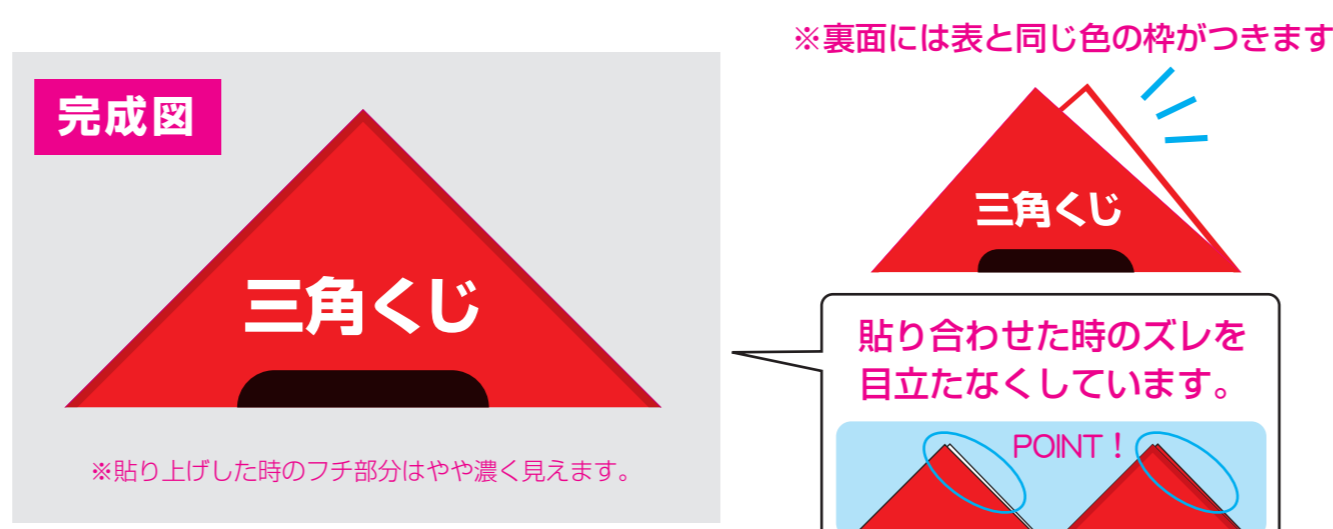 完成図
三角くじ
※貼り上げした時のフチ部分はやや濃く見えます。
※裏面には表と同じ色の枠がつきます
三角くじ
貼り合わせた時のズレを
目立たなくしています。
POINT！